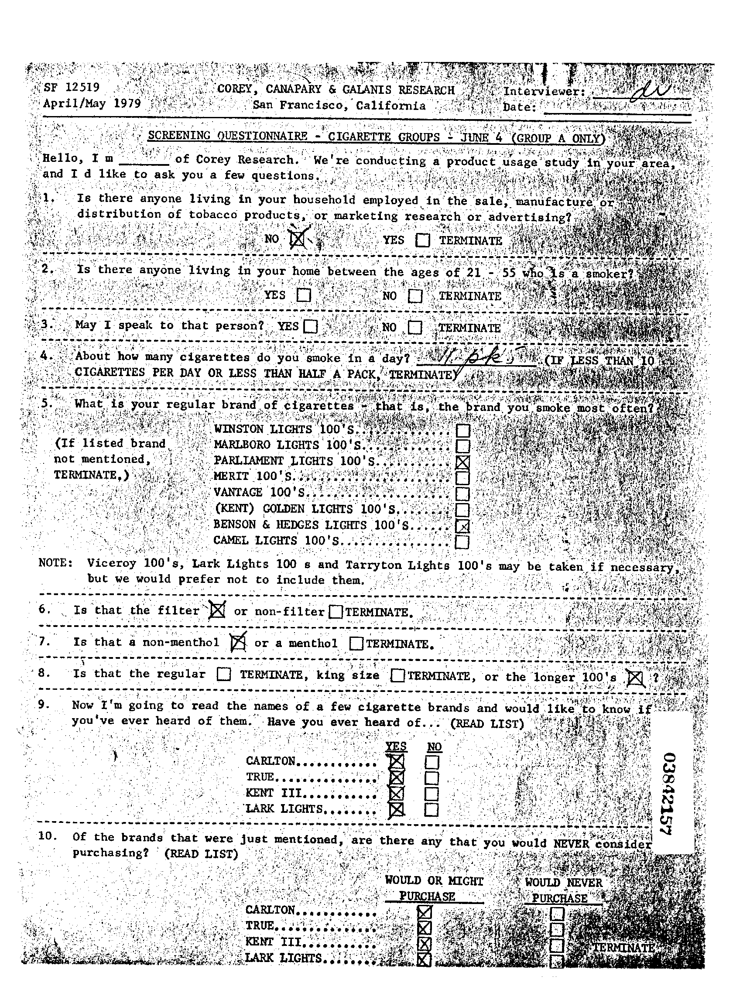 SF 12519 COREY, CANAPARY & GALANIS RESEARCH Interviewer: dv
April/May 1979 San Francisco, California Date:
SCREENING QUESTIONNAIRE - CIGARETTE GROUPS - JUNE 4 (GROUP A ONLY)
Hello, I m ______ of Corey Research. We're conducting a product usage study in your area,
and I d like to ask you a few questions.
1. Is there anyone living in your household employed in the sale, manufacture or
distribution of tobacco products, or marketing research or advertising?
NO ☒ YES ☐ TERMINATE
2. Is there anyone living in your home between the ages of 21 - 55 who is a smoker?
YES ☐ NO ☐ TERMINATE
3. May I speak to that person? YES ☐ NO ☐ TERMINATE
4. About how many cigarettes do you smoke in a day? pks (IF LESS THAN 10
CIGARETTES PER DAY OR LESS THAN HALF A PACK, TERMINATE)
5. What is your regular brand of cigarettes - that is, the brand you smoke most often?
WINSTON LIGHTS 100'S ☐
(If listed brand MARLBORO LIGHTS 100'S ☐
not mentioned, PARLIAMENT LIGHTS 100'S ☒
TERMINATE.) MERIT 100'S ☐
VANTAGE 100'S ☐
(KENT) GOLDEN LIGHTS 100'S ☐
BENSON & HEDGES LIGHTS 100'S ☒
CAMEL LIGHTS 100'S ☐
NOTE: Viceroy 100's, Lark Lights 100 s and Tarryton Lights 100's may be taken if necessary,
but we would prefer not to include them.
6. Is that the filter ☒ or non-filter ☐ TERMINATE.
7. Is that a non-menthol ☒ or a menthol ☐ TERMINATE.
8. Is that the regular ☐ TERMINATE, king size ☐ TERMINATE, or the longer 100's ☒ ?
9. Now I'm going to read the names of a few cigarette brands and would like to know if
you've ever heard of them. Have you ever heard of... (READ LIST)
YES NO
CARLTON ☒ ☐
TRUE ☒ ☐
KENT III ☒ ☐
LARK LIGHTS ☒ ☐
03842157
10. Of the brands that were just mentioned, are there any that you would NEVER consider
purchasing? (READ LIST)
WOULD OR MIGHT WOULD NEVER
PURCHASE PURCHASE
CARLTON ☒ ☐
TRUE ☒ ☐
KENT III ☒ ☐ TERMINATE
LARK LIGHTS ☒ ☐